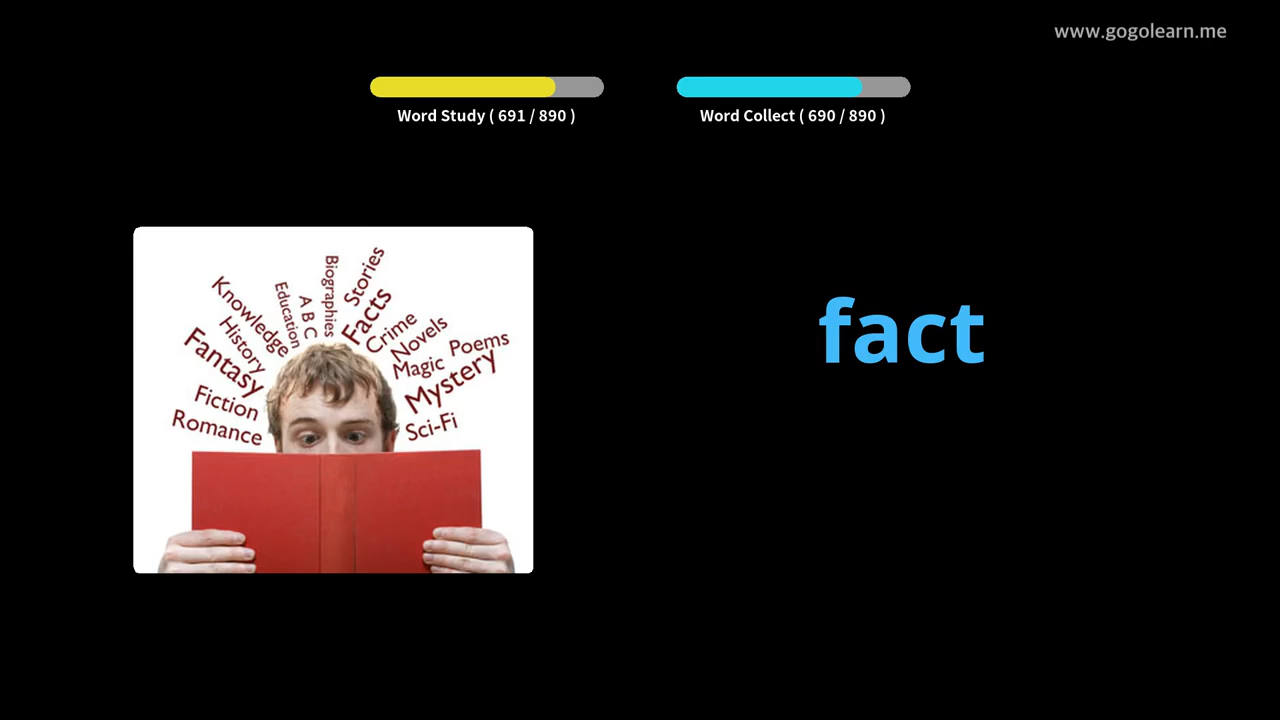 www.gogolearn.me
Word Study ( 691 / 890 )
Word Collect ( 690 / 890 )
Romance
Fiction
Fantasy
History
Knowledge
Education
A B C
Biographies
Stories
Facts
Crime
Novels
Magic
Poems
Mystery
Sci-Fi
fact